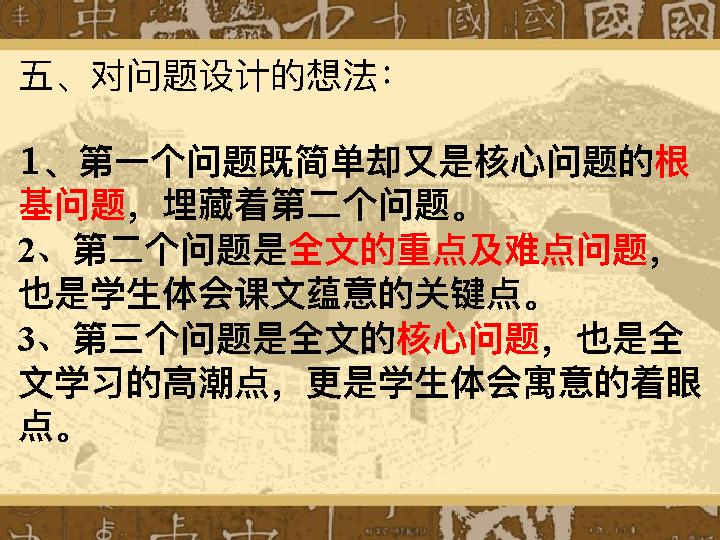 五、对问题设计的想法：
1、第一个问题既简单却又是核心问题的根
基问题，埋藏着第二个问题。
2、第二个问题是全文的重点及难点问题，
也是学生体会课文蕴意的关键点。
3、第三个问题是全文的核心问题，也是全
文学习的高潮点，更是学生体会寓意的着眼
点。